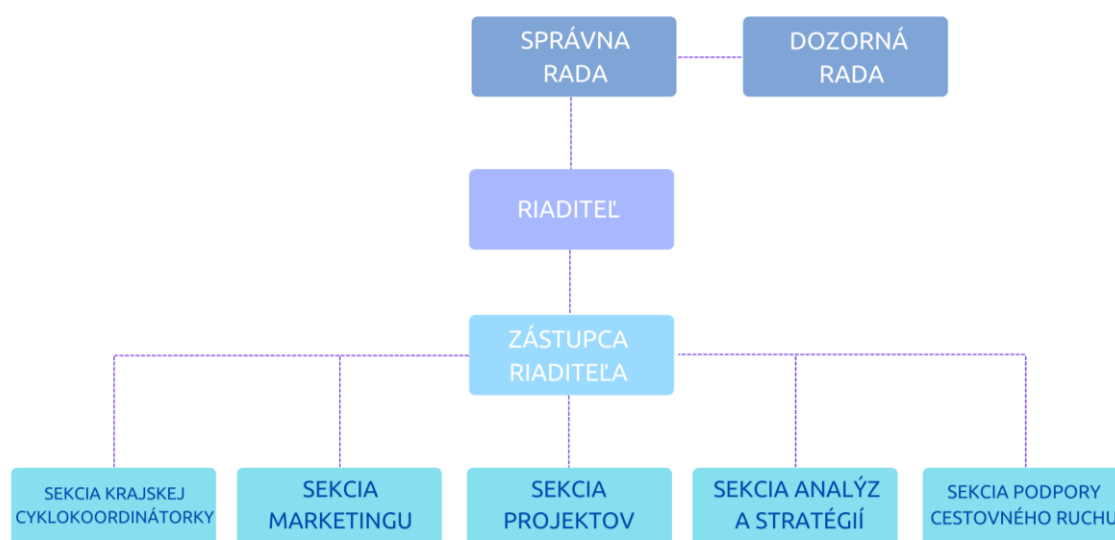 SPRÁVNA
RADA
DOZORNÁ
RADA
RIADITEĽ
ZÁSTUPCA
RIADITEĽA
SEKCIA KRAJSKEJ
CYKLOKOORDINÁTORKY
SEKCIA
MARKETINGU
SEKCIA
PROJEKTOV
SEKCIA ANALÝZ
A STRATÉGIÍ
SEKCIA PODPORY
CESTOVNÉHO RUCHU